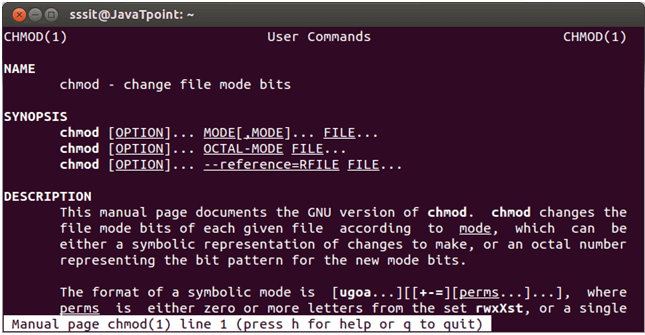 sssit@JavaTpoint: ~
CHMOD(1) User Commands CHMOD(1)
NAME
chmod - change file mode bits
SYNOPSIS
chmod [OPTION]... MODE[,MODE]... FILE...
chmod [OPTION]... OCTAL-MODE FILE...
chmod [OPTION]... --reference=RFILE FILE...
DESCRIPTION
This manual page documents the GNU version of chmod. chmod changes the
file mode bits of each given file according to mode, which can be
either a symbolic representation of changes to make, or an octal number
representing the bit pattern for the new mode bits.
The format of a symbolic mode is [ugoa...][[+-=][perms...]...], where
perms is either zero or more letters from the set rwxXst, or a single
Manual page chmod(1) line 1 (press h for help or q to quit)